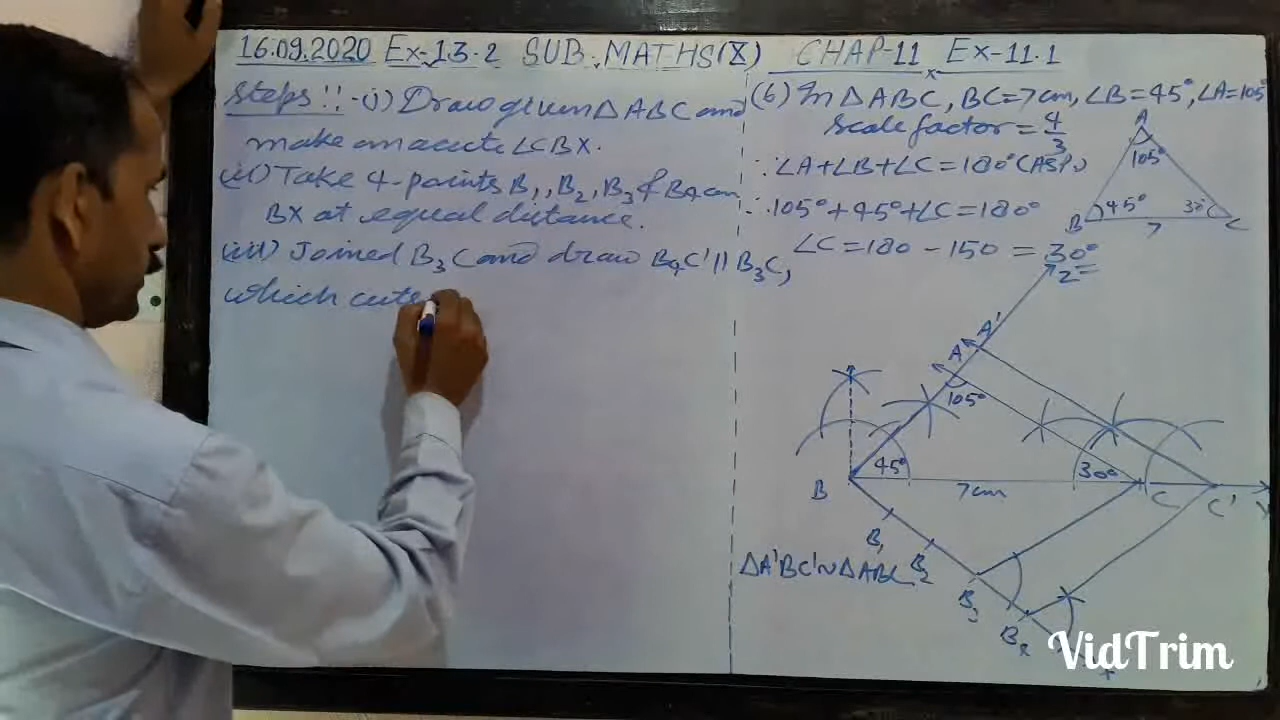 16.09.2020 Ex-13.2 SUB. MATHS(X) CHAP-11 Ex-11.1
Steps!! (i) Draw given ΔABC and
make an acute ∠CBX.
(ii) Take 4-points B₁, B₂, B₃ & B₄ on
BX at equal distance.
(iii) Joined B₃C and draw B₄C' || B₃C,
which cuts
(6) In ΔABC, BC=7cm, ∠B=45°, ∠A=105°
Scale factor = 4/3
∵ ∠A+∠B+∠C=180° (ASP)
∴ 105°+45°+∠C=180°
∠C=180-150=30°
A
105°
B 45° 30° C
7
Z
A'
A
105°
45° 30°
B 7cm C C' Y
B₁
ΔA'BC'~ΔABC B₂
B₃
B₄
X
VidTrim